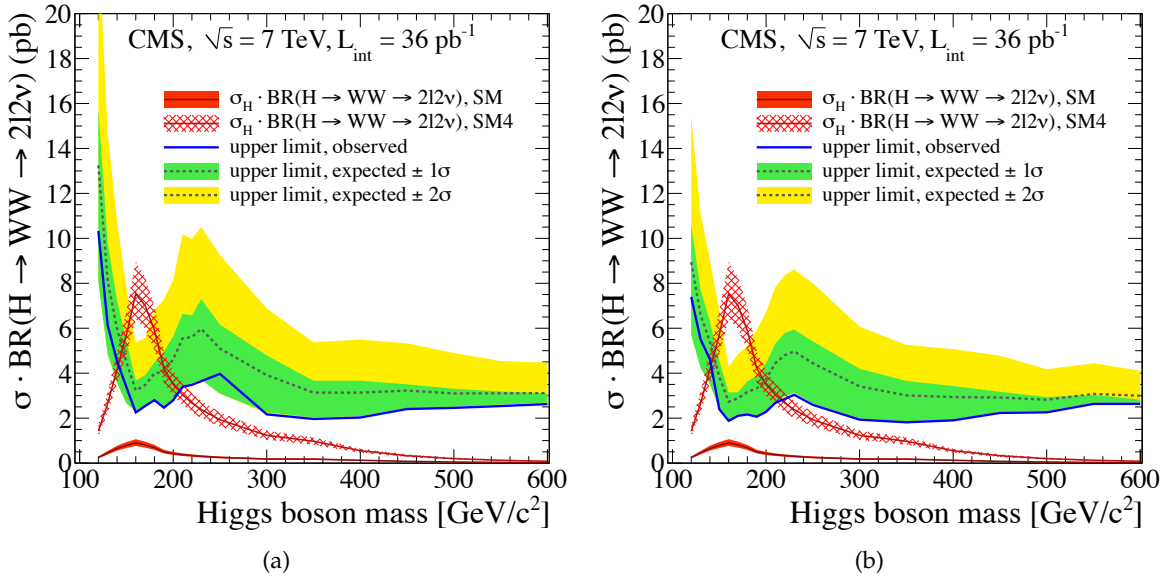 σ · BR(H → WW → 2l2ν) (pb)
20
18
16
14
12
10
8
6
4
2
0
CMS, √s = 7 TeV, L_int = 36 pb⁻¹
σ_H · BR(H → WW → 2l2ν), SM
σ_H · BR(H → WW → 2l2ν), SM4
upper limit, observed
upper limit, expected ± 1σ
upper limit, expected ± 2σ
100 200 300 400 500 600
Higgs boson mass [GeV/c²]
(a)
σ · BR(H → WW → 2l2ν) (pb)
20
18
16
14
12
10
8
6
4
2
0
CMS, √s = 7 TeV, L_int = 36 pb⁻¹
σ_H · BR(H → WW → 2l2ν), SM
σ_H · BR(H → WW → 2l2ν), SM4
upper limit, observed
upper limit, expected ± 1σ
upper limit, expected ± 2σ
100 200 300 400 500 600
Higgs boson mass [GeV/c²]
(b)